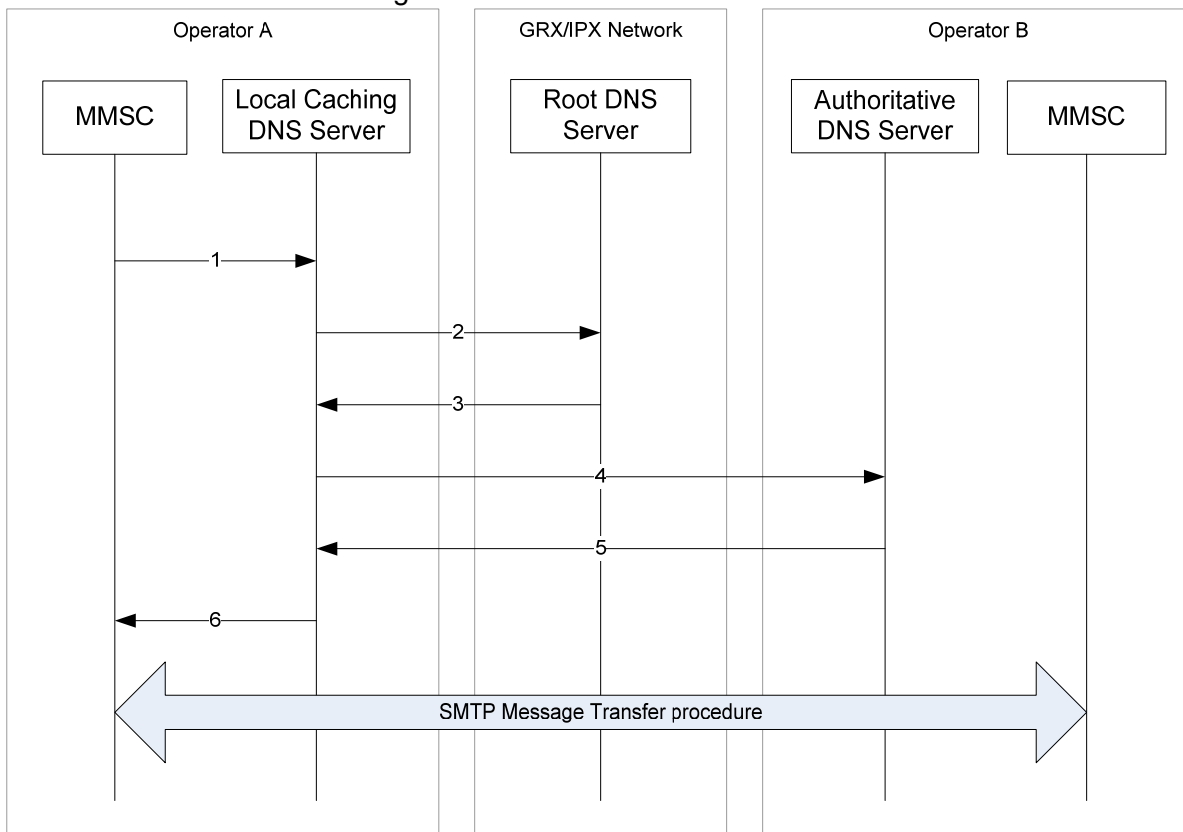 Operator A
GRX/IPX Network
Operator B
MMSC
Local Caching
DNS Server
Root DNS
Server
Authoritative
DNS Server
MMSC
1
2
3
4
5
6
SMTP Message Transfer procedure